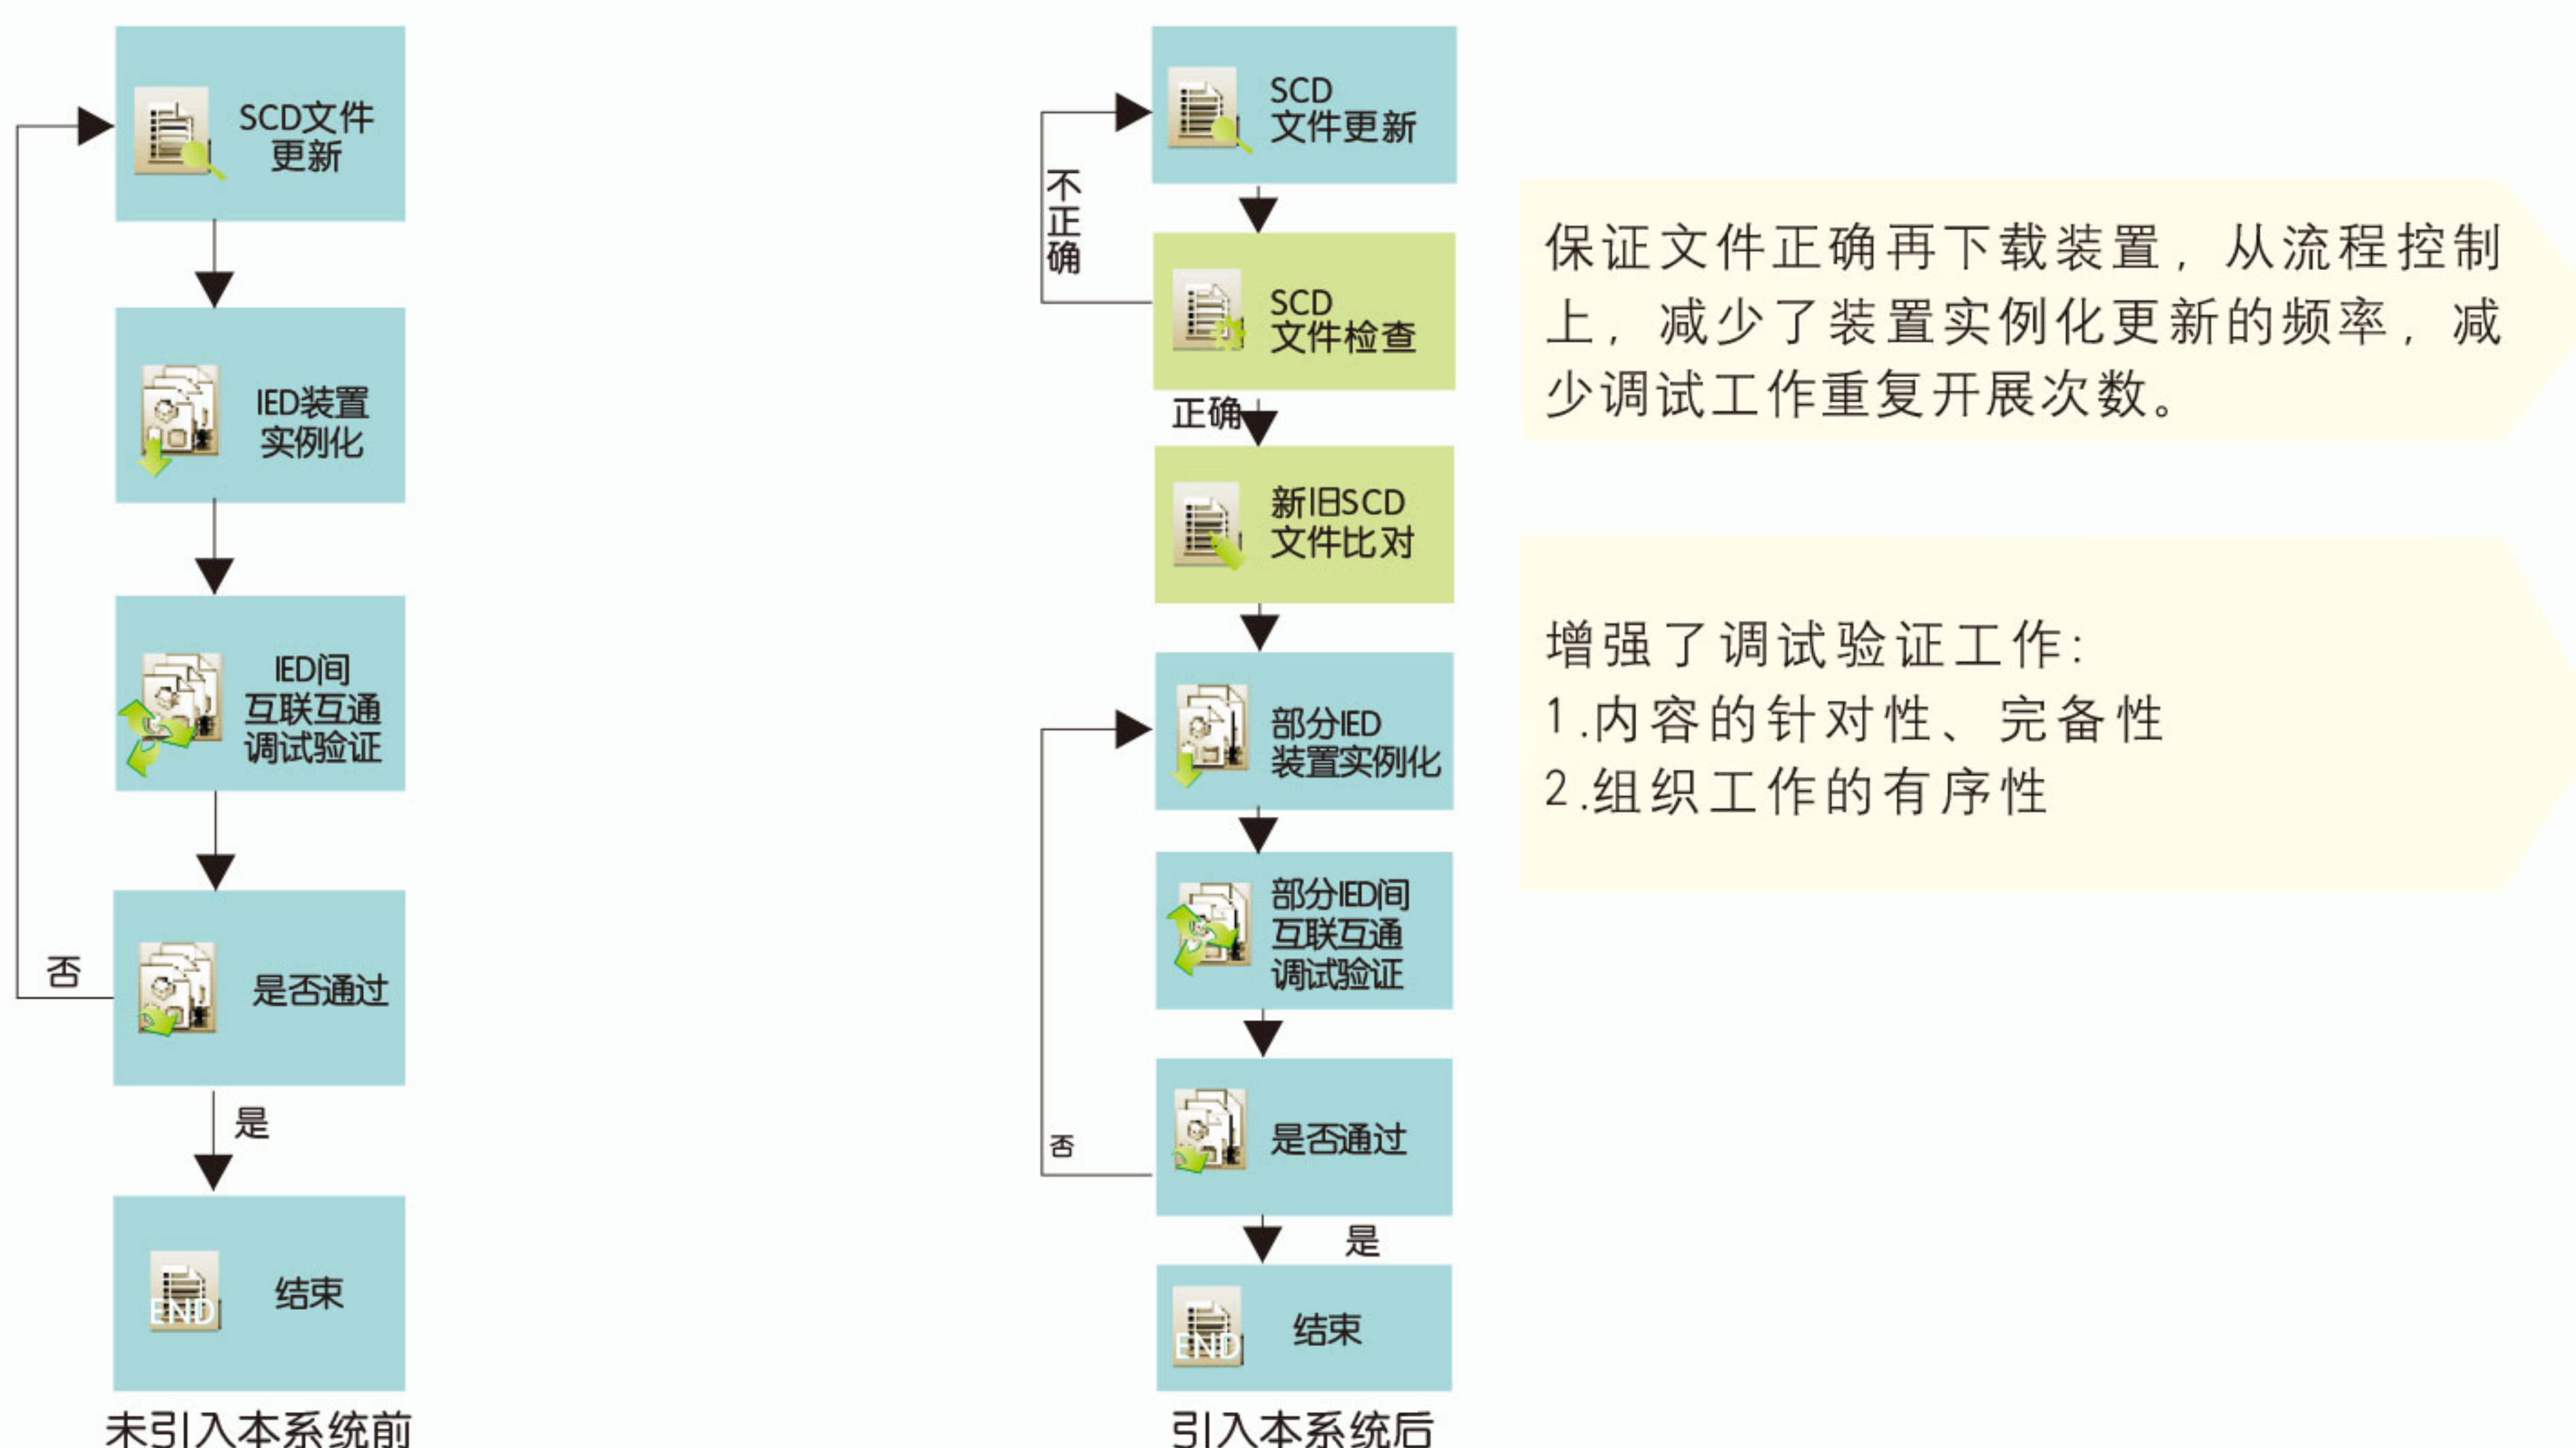 SCD文件
更新
IED装置
实例化
IED间
互联互通
调试验证
否
是否通过
是
END
结束
未引入本系统前
SCD
文件更新
不正确
SCD
文件检查
正确
新旧SCD
文件比对
部分IED
装置实例化
部分IED间
互联互通
调试验证
否
是否通过
是
END
结束
引入本系统后
保证文件正确再下载装置，从流程控制
上，减少了装置实例化更新的频率，减
少调试工作重复开展次数。
增强了调试验证工作：
1.内容的针对性、完备性
2.组织工作的有序性